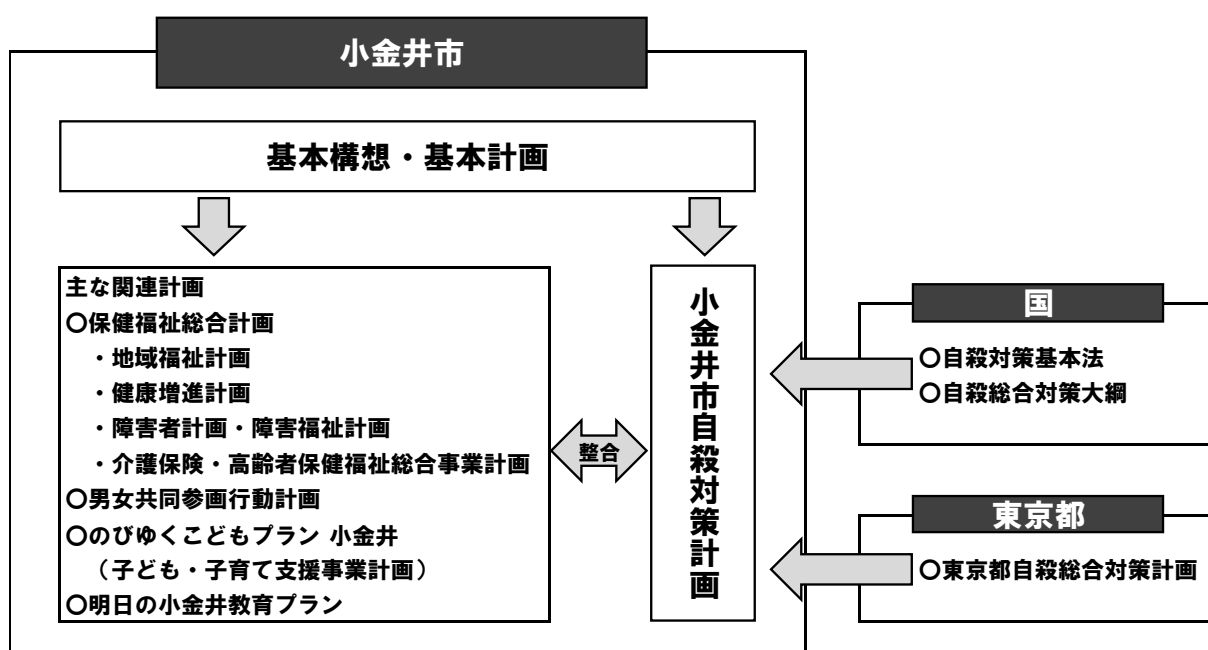 小金井市
基本構想・基本計画
主な関連計画
〇保健福祉総合計画
・地域福祉計画
・健康増進計画
・障害者計画・障害福祉計画
・介護保険・高齢者保健福祉総合事業計画
〇男女共同参画行動計画
〇のびゆくこどもプラン 小金井
（子ども・子育て支援事業計画）
〇明日の小金井教育プラン
整合
小金井市自殺対策計画
国
〇自殺対策基本法
〇自殺総合対策大綱
東京都
〇東京都自殺総合対策計画